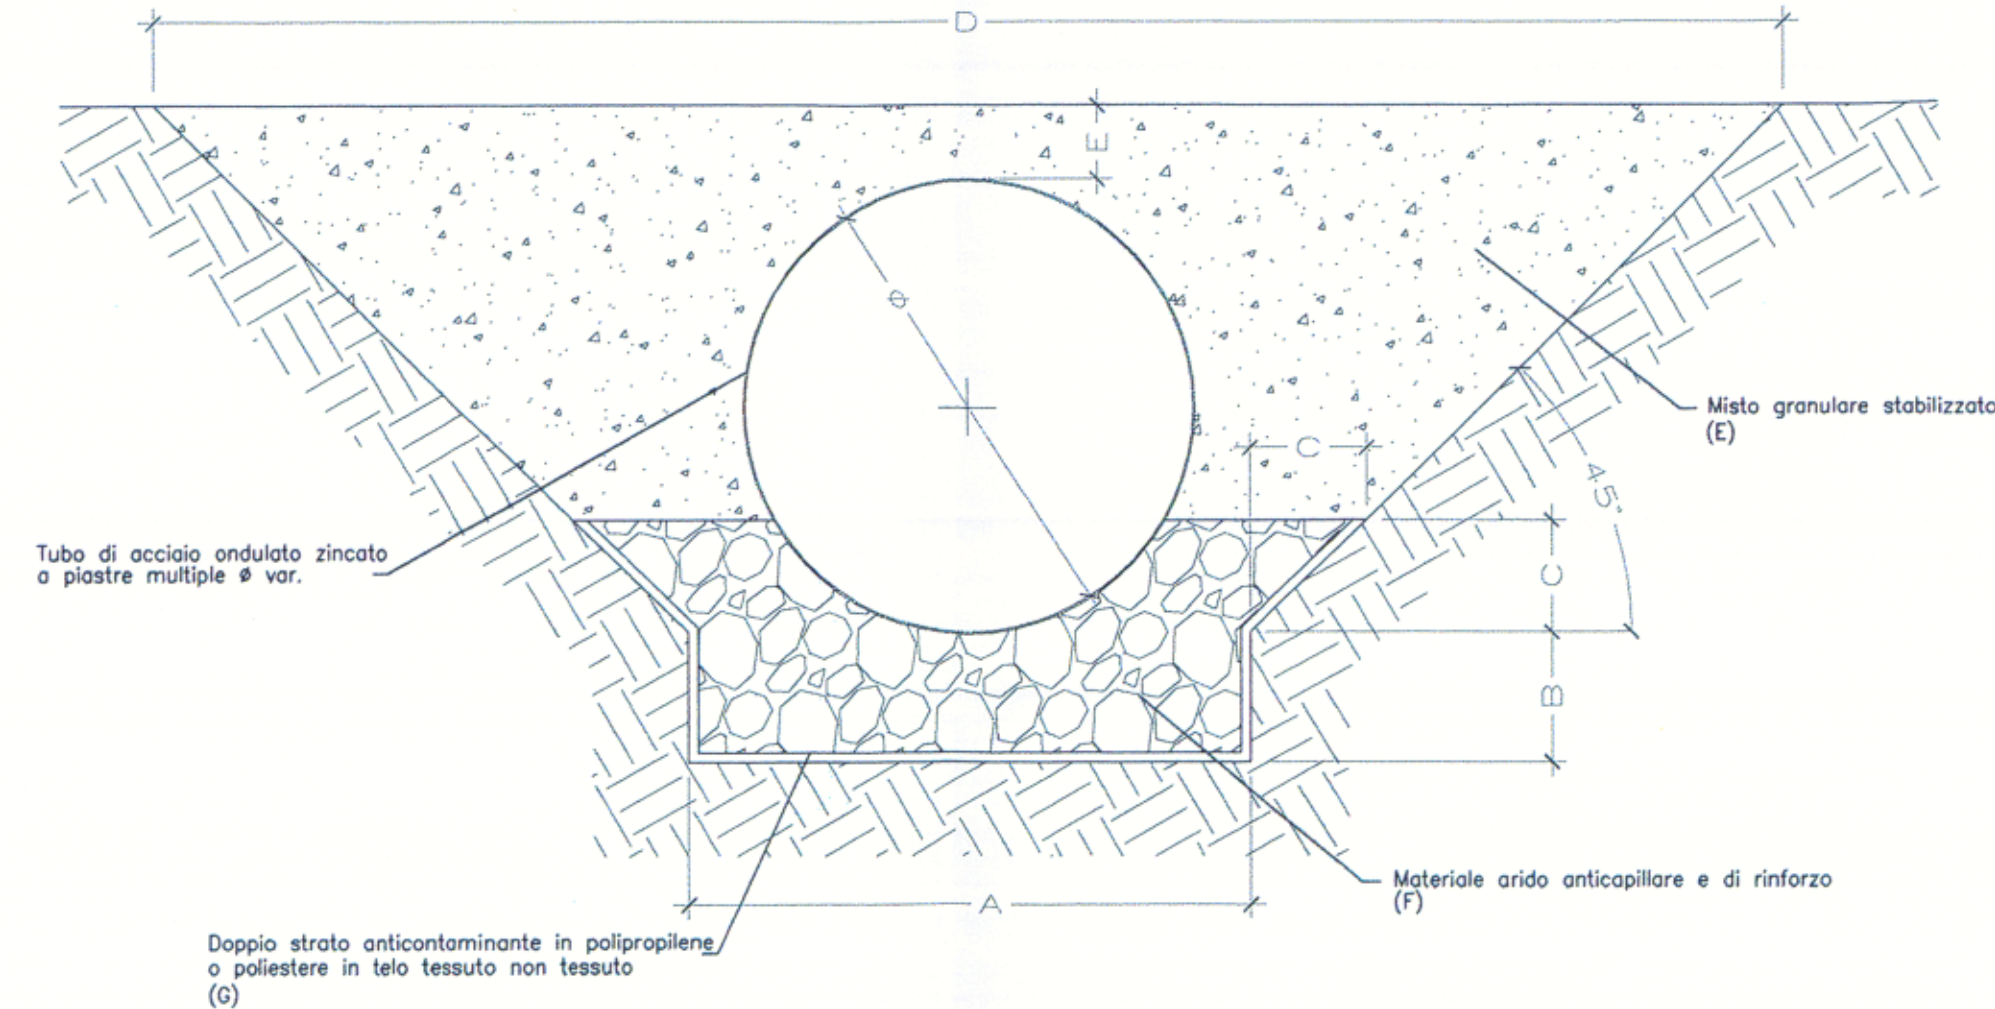 D
E
Ø
Misto granulare stabilizzato
(E)
C
45°
Tubo di acciaio ondulato zincato
a piastre multiple Ø var.
C
B
Materiale arido anticapillare e di rinforzo
(F)
A
Doppio strato anticontaminante in polipropilene
o poliestere in telo tessuto non tessuto
(G)